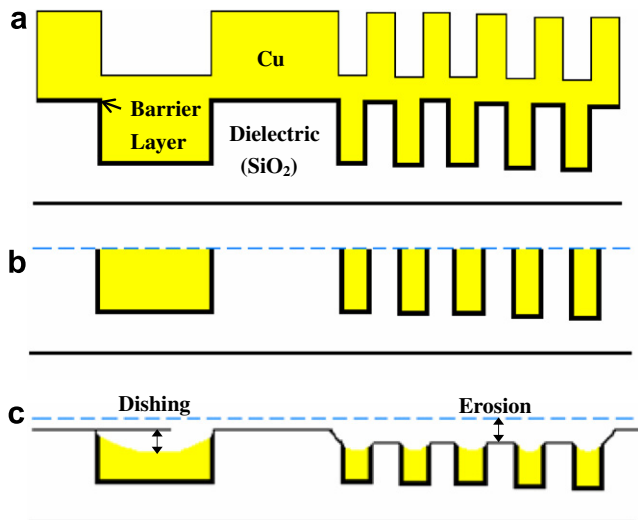 a
Cu
Barrier
Layer
Dielectric
(SiO₂)
b
c
Dishing
Erosion